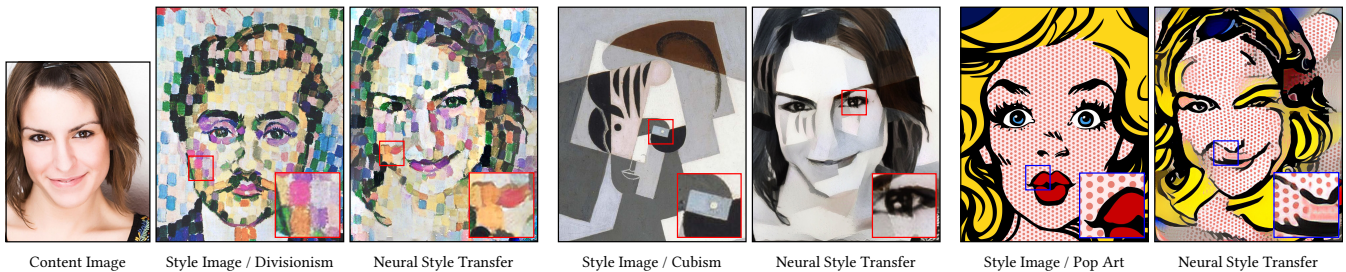 Content Image
Style Image / Divisionism
Neural Style Transfer
Style Image / Cubism
Neural Style Transfer
Style Image / Pop Art
Neural Style Transfer